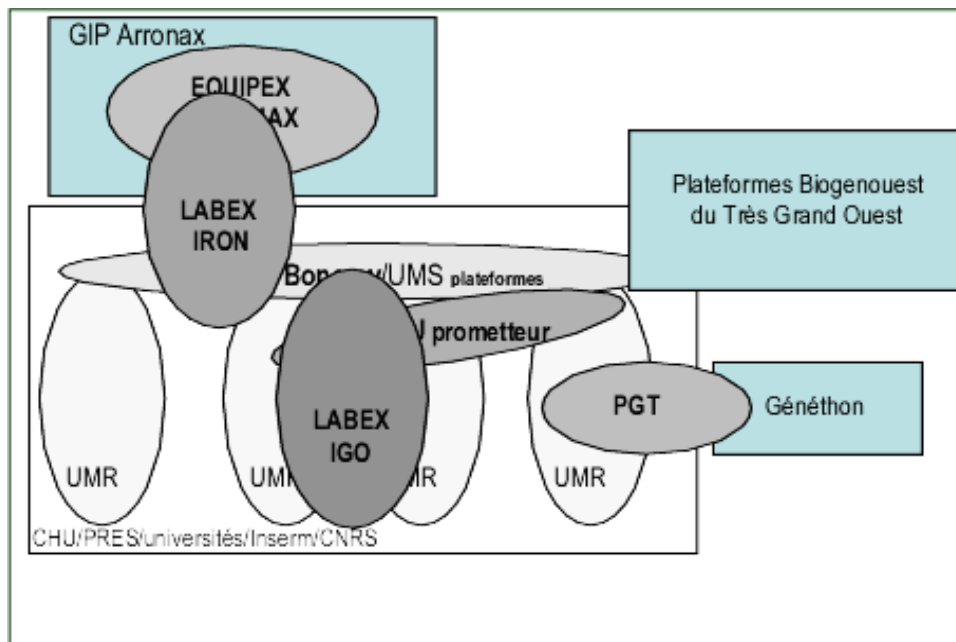 GIP Arronax
EQUIPEX
LABEX
IRON
Plateformes Biogenouest
du Très Grand Ouest
/UMS plateformes
prometteur
LABEX
IGO
PGT
Généthon
UMR
UMR
CHU/PRES/universités/Inserm/CNRS